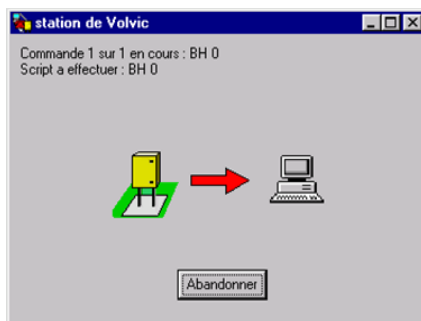 station de Volvic
Commande 1 sur 1 en cours : BH 0
Script a effectuer : BH 0
Abandonner